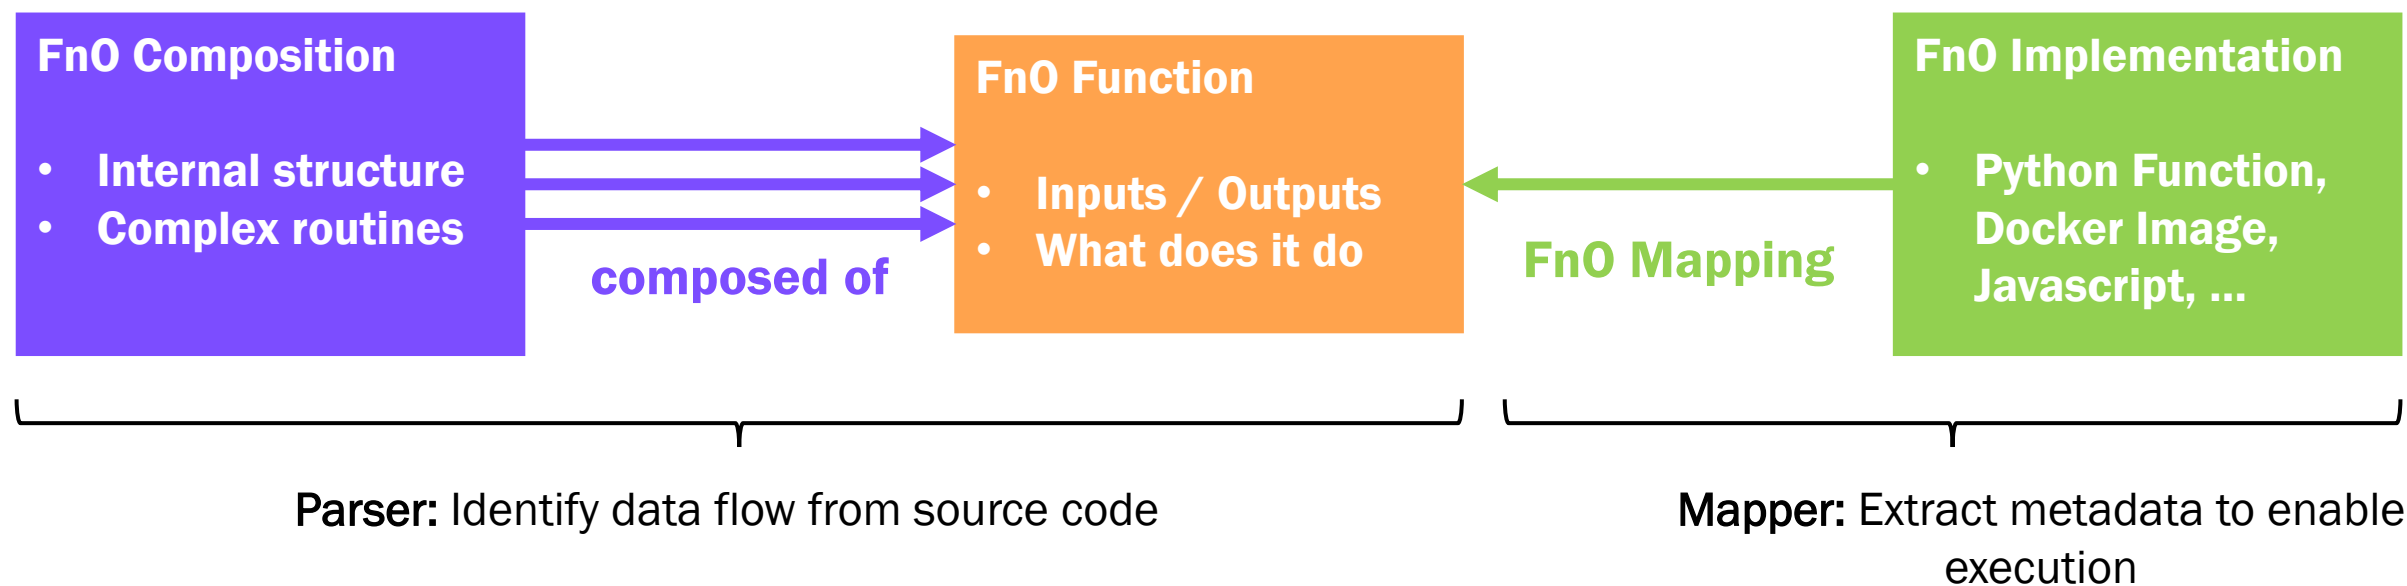 FnO Composition
• Internal structure
• Complex routines
composed of
FnO Function
• Inputs / Outputs
• What does it do
FnO Mapping
FnO Implementation
• Python Function,
Docker Image,
Javascript, ...
Parser: Identify data flow from source code
Mapper: Extract metadata to enable
execution